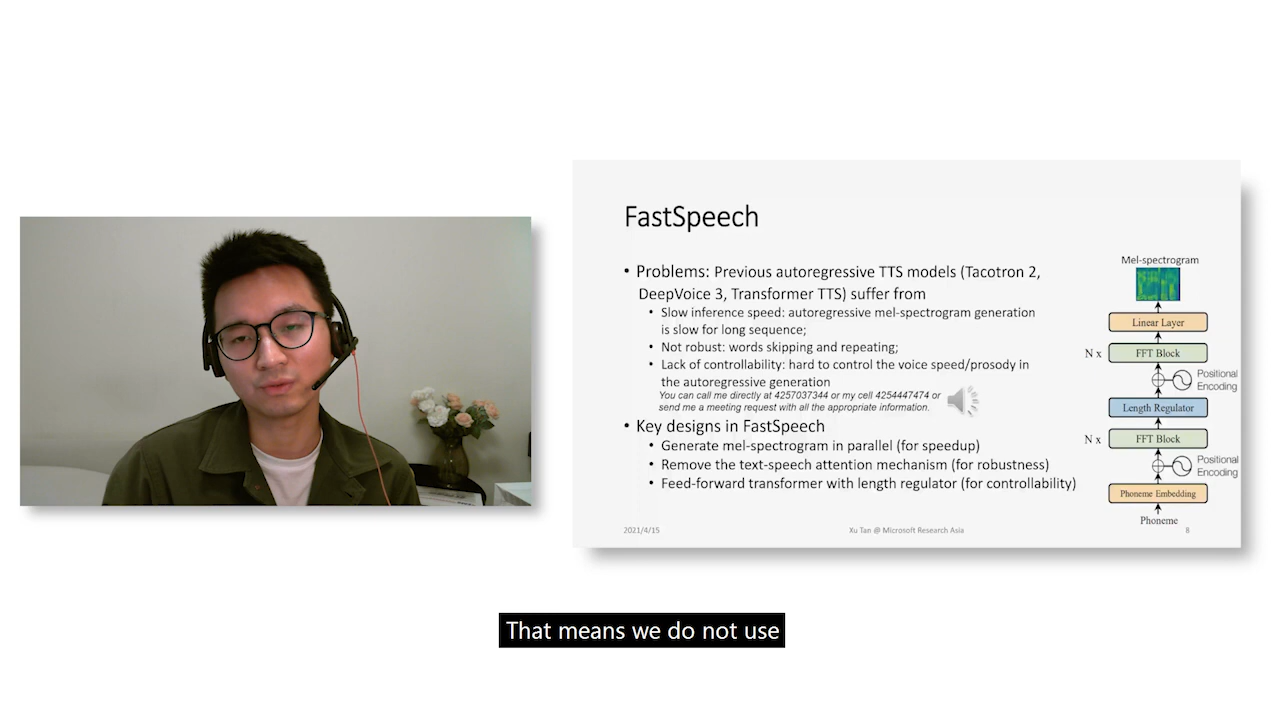 FastSpeech
• Problems: Previous autoregressive TTS models (Tacotron 2,
DeepVoice 3, Transformer TTS) suffer from
• Slow inference speed: autoregressive mel-spectrogram generation
is slow for long sequence;
• Not robust: words skipping and repeating;
• Lack of controllability: hard to control the voice speed/prosody in
the autoregressive generation
You can call me directly at 4257037344 or my cell 4254447474 or
send me a meeting request with all the appropriate information.
• Key designs in FastSpeech
• Generate mel-spectrogram in parallel (for speedup)
• Remove the text-speech attention mechanism (for robustness)
• Feed-forward transformer with length regulator (for controllability)
Mel-spectrogram
Linear Layer
N x
FFT Block
Positional
Encoding
Length Regulator
N x
FFT Block
Positional
Encoding
Phoneme Embedding
Phoneme
2021/4/15
Xu Tan @ Microsoft Research Asia
8
That means we do not use